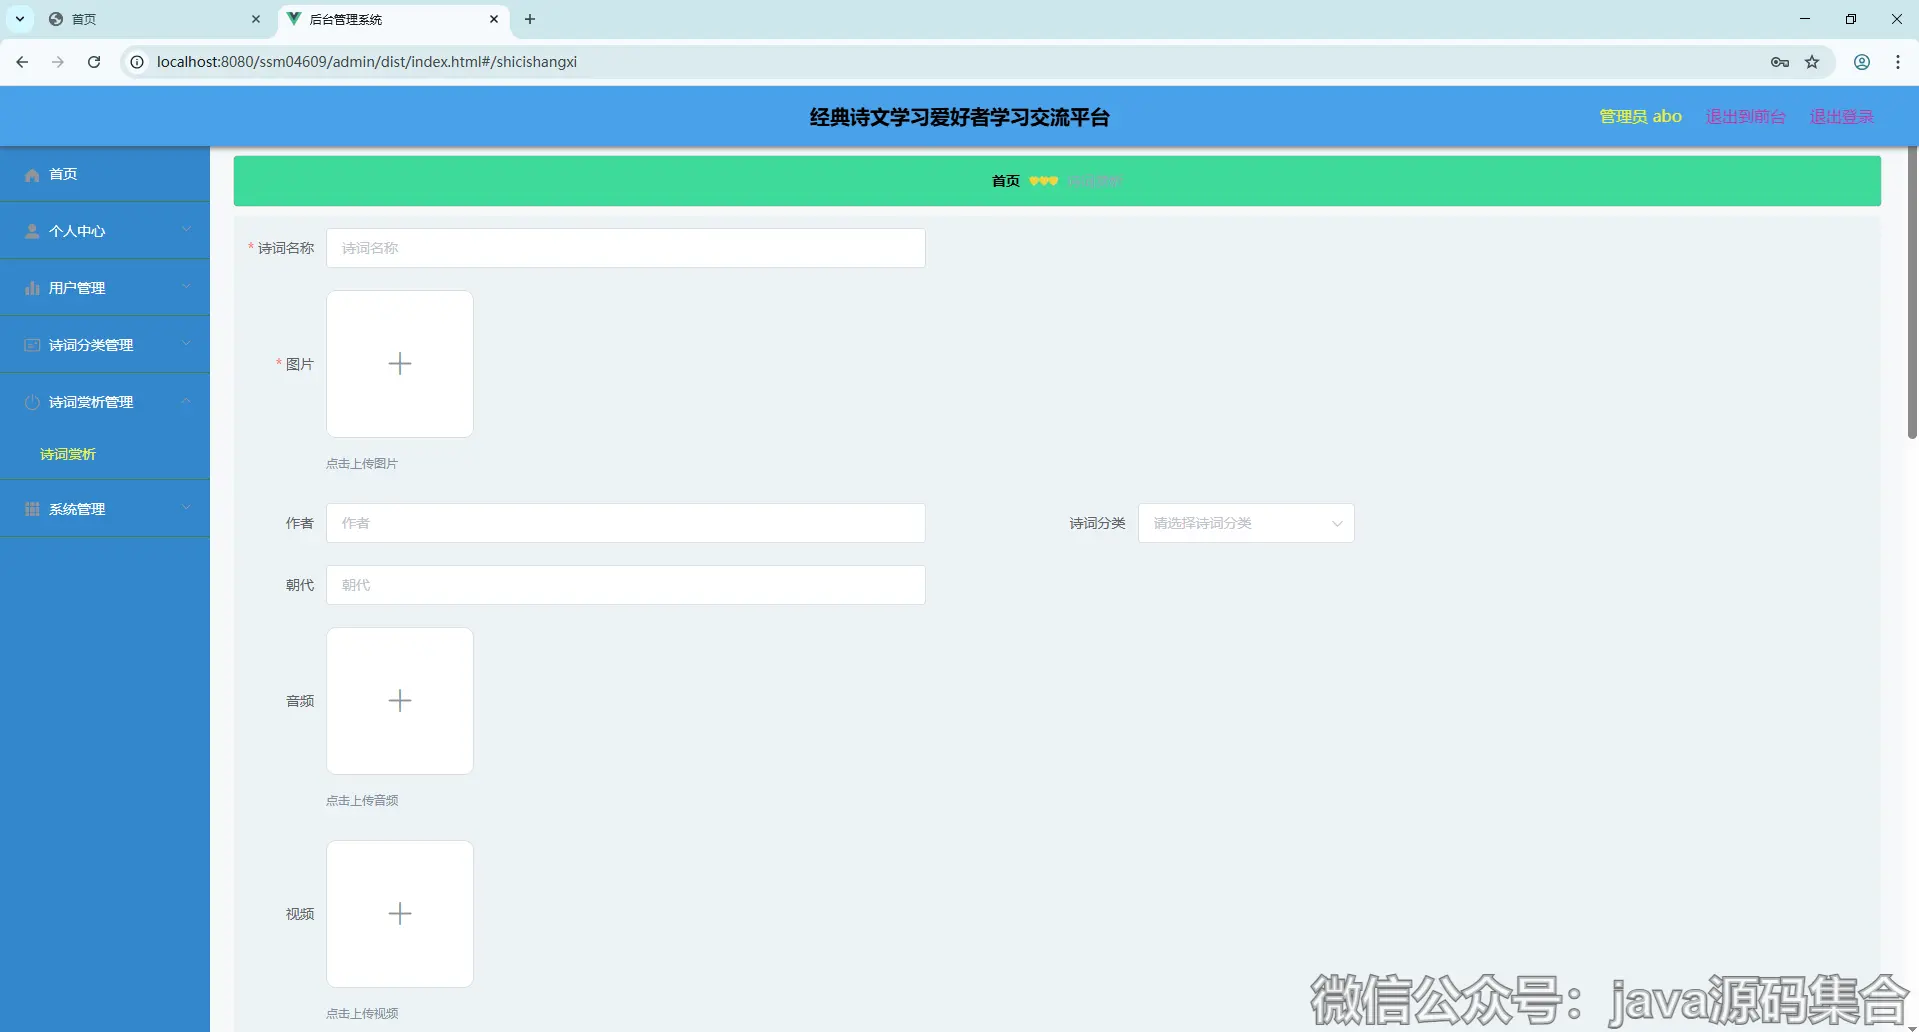 首页
后台管理系统
localhost:8080/ssm04609/admin/dist/index.html#/shicishangxi
经典诗文学习爱好者学习交流平台
管理员 abo
退出到前台
退出登录
首页
个人中心
用户管理
诗词分类管理
诗词赏析管理
诗词赏析
系统管理
首页
诗词赏析
* 诗词名称
诗词名称
* 图片
点击上传图片
作者
作者
诗词分类
请选择诗词分类
朝代
朝代
音频
点击上传音频
视频
点击上传视频
微信公众号：java源码集合